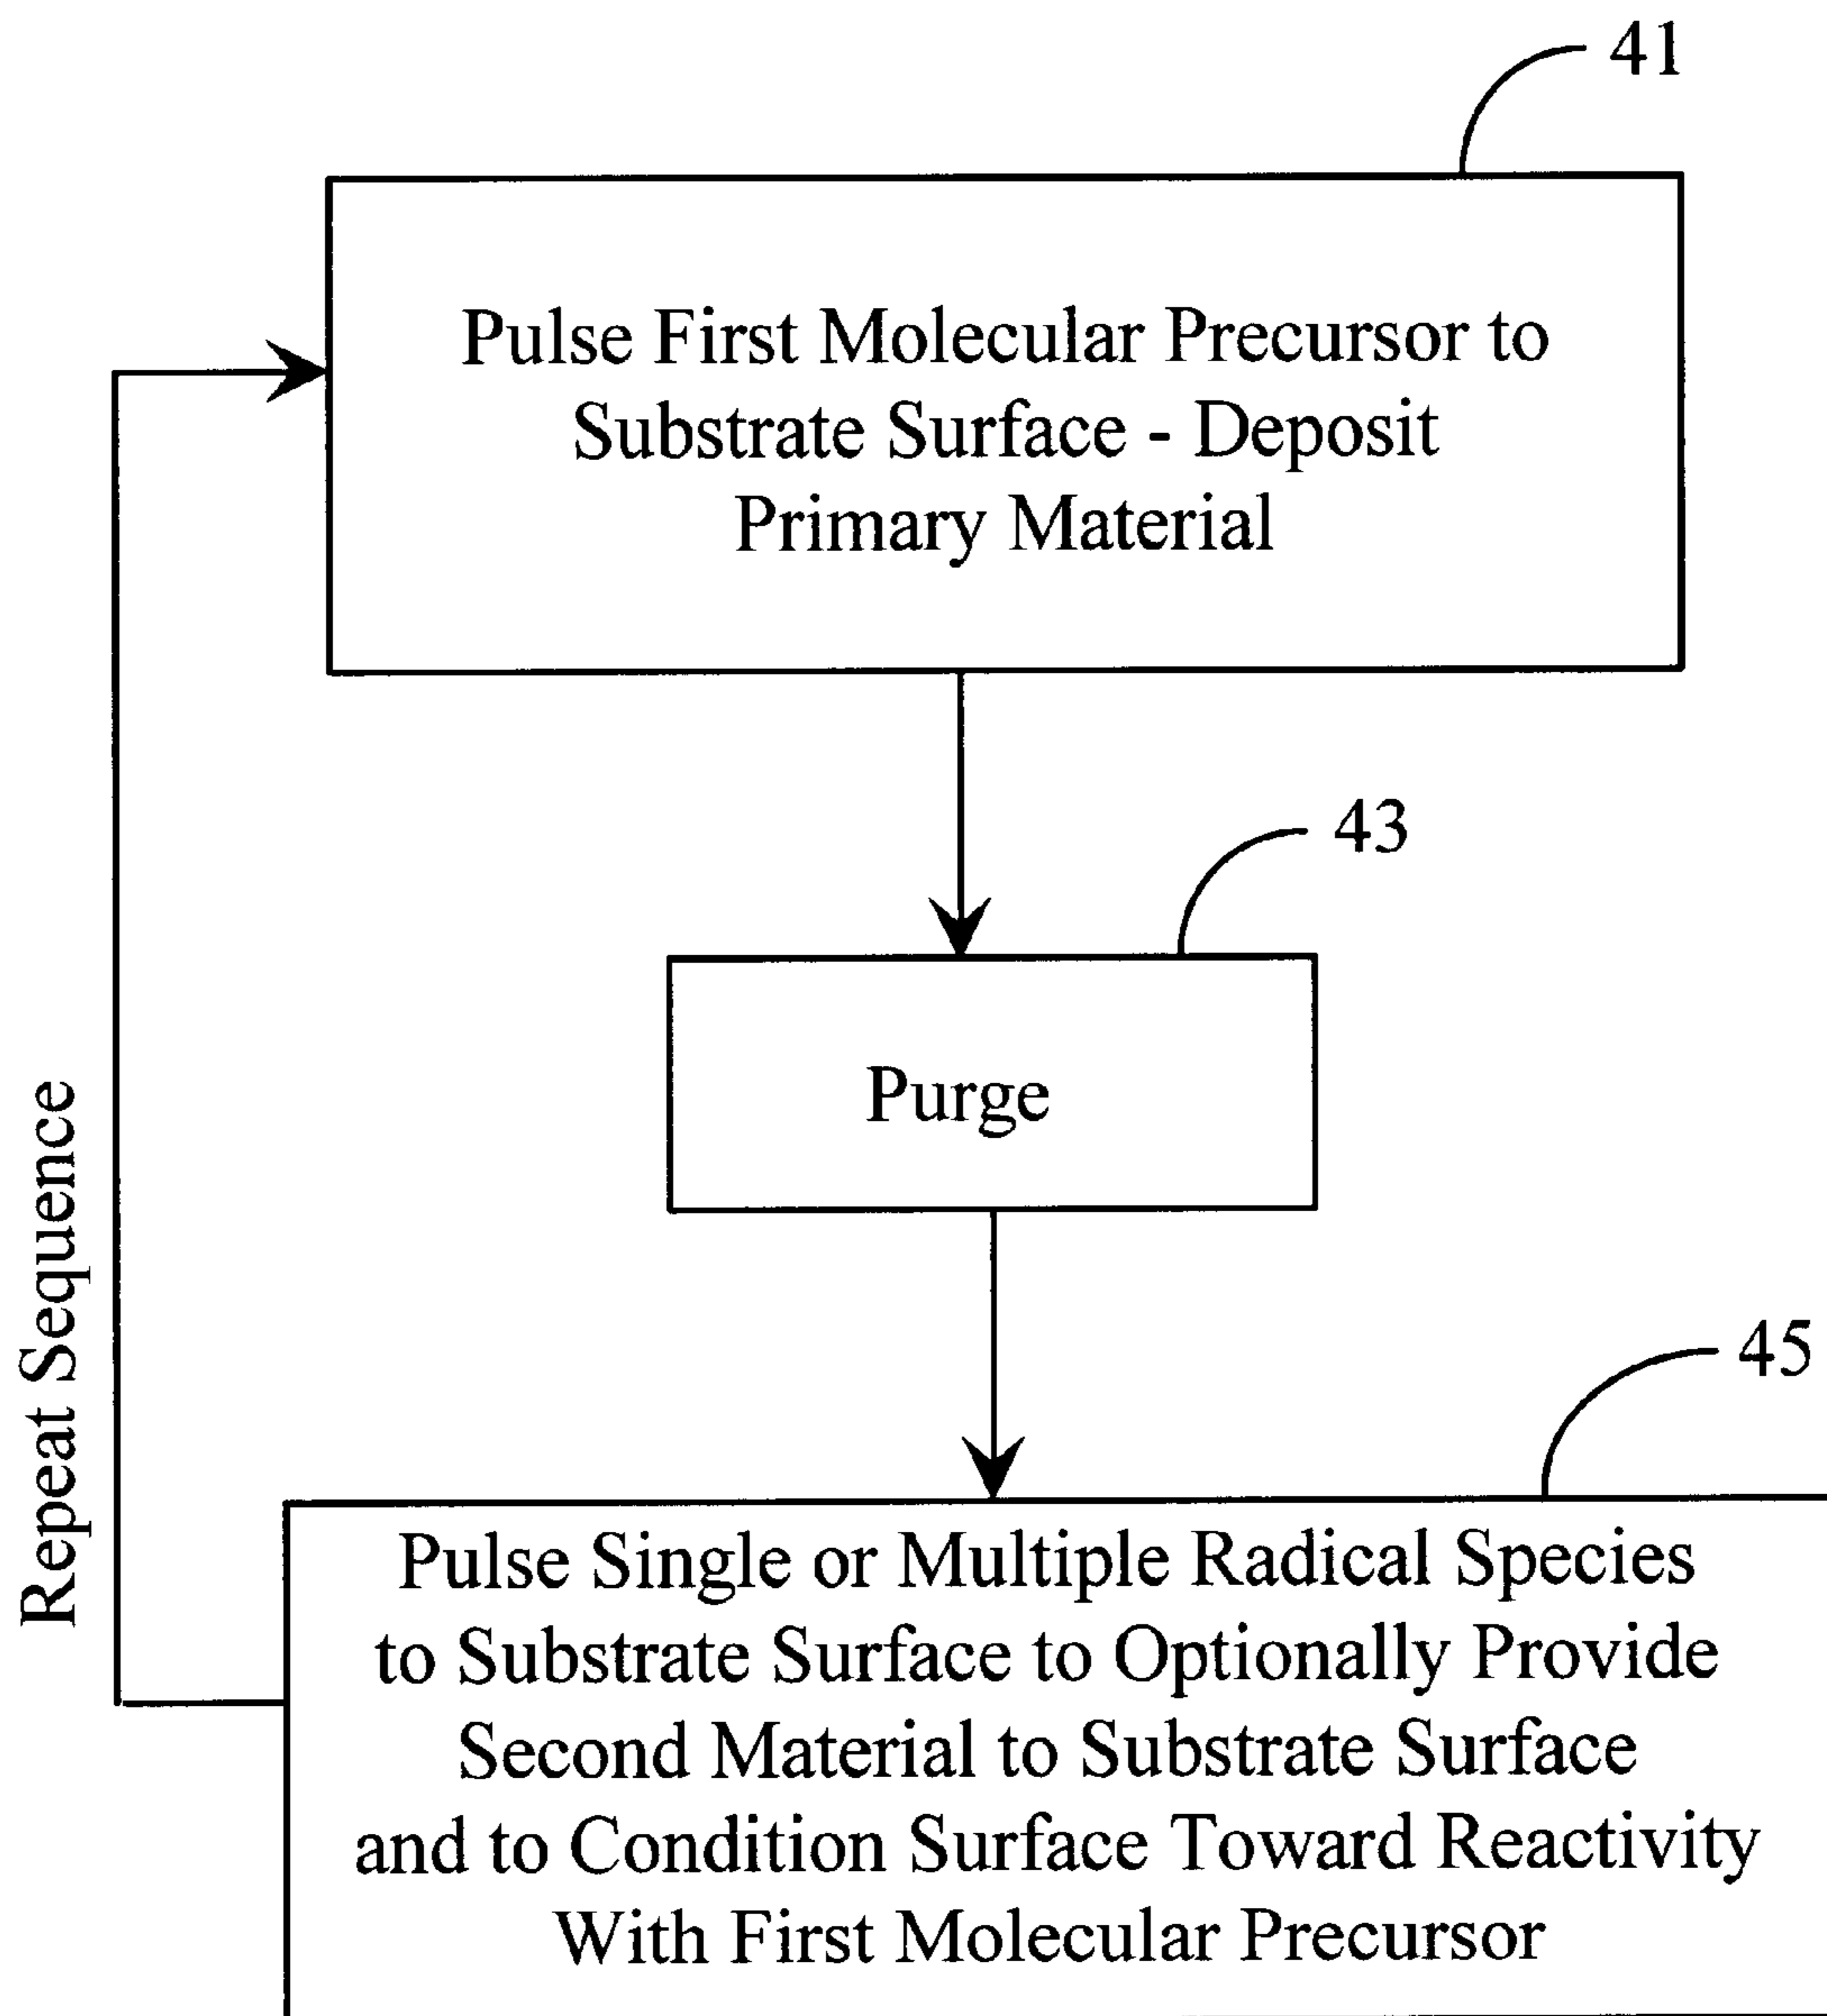 41
Pulse First Molecular Precursor to
Substrate Surface - Deposit
Primary Material
43
Purge
45
Pulse Single or Multiple Radical Species
to Substrate Surface to Optionally Provide
Second Material to Substrate Surface
and to Condition Surface Toward Reactivity
With First Molecular Precursor
Repeat Sequence